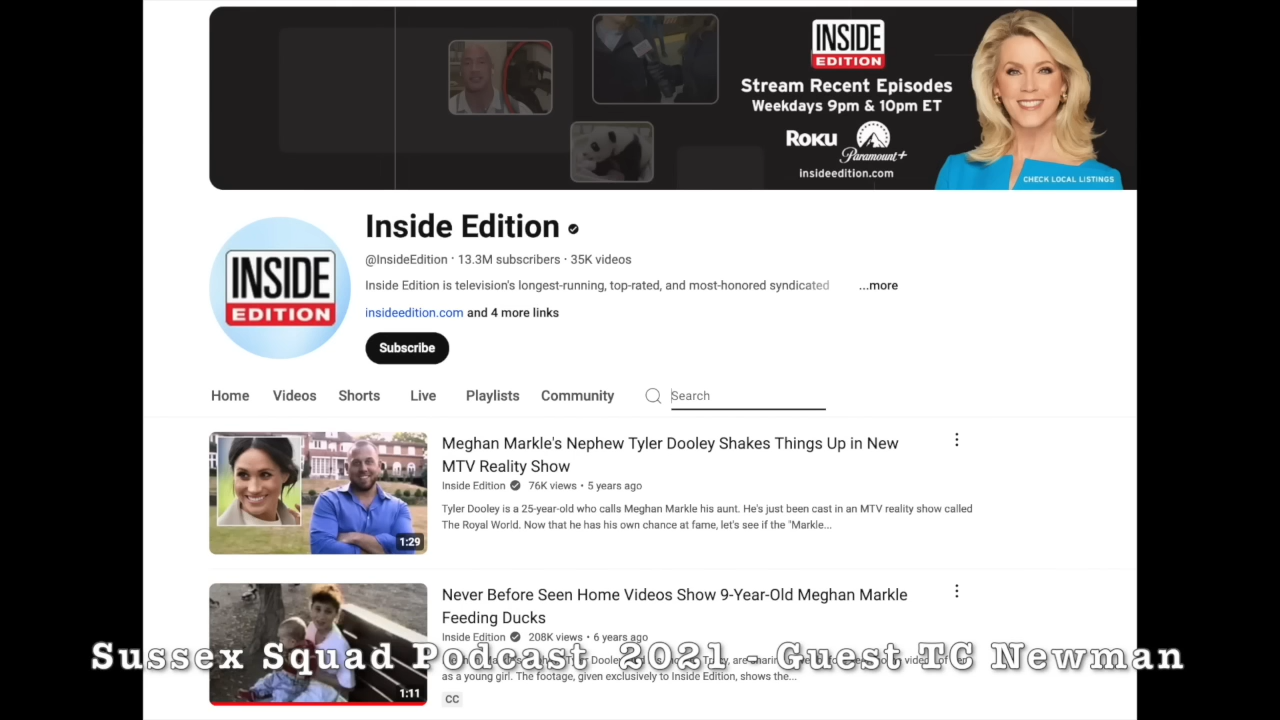 INSIDE
EDITION
Stream Recent Episodes
Weekdays 9pm & 10pm ET
Roku
Paramount+
insideedition.com
CHECK LOCAL LISTINGS
INSIDE
EDITION
Inside Edition
@InsideEdition · 13.3M subscribers · 35K videos
Inside Edition is television's longest-running, top-rated, and most-honored syndicated ...more
insideedition.com and 4 more links
Subscribe
Home Videos Shorts Live Playlists Community Search
Meghan Markle's Nephew Tyler Dooley Shakes Things Up in New
MTV Reality Show
Inside Edition 76K views • 5 years ago
Tyler Dooley is a 25-year-old who calls Meghan Markle his aunt. He's just been cast in an MTV reality show called
The Royal World. Now that he has his own chance at fame, let's see if the "Markle...
1:29
Never Before Seen Home Videos Show 9-Year-Old Meghan Markle
Feeding Ducks
Inside Edition 208K views • 6 years ago
Sussex Squad Podcast 2021 - Guest TC Newman
as a young girl. The footage, given exclusively to Inside Edition, shows the...
1:11
CC